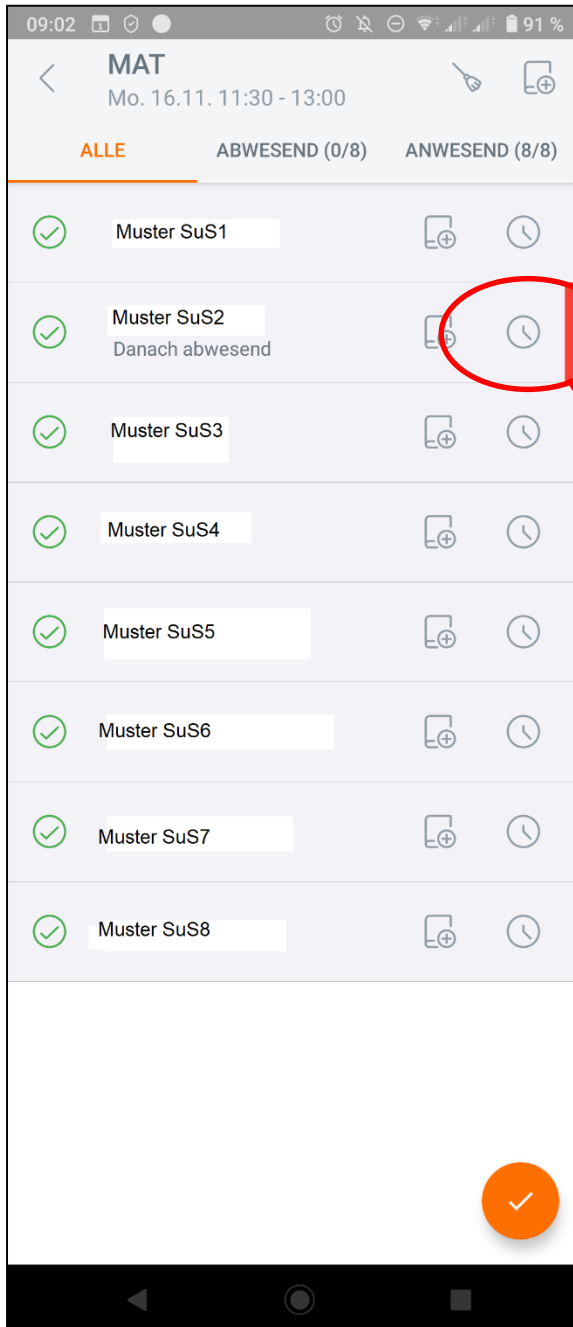 09:02
1
91 %
MAT
Mo. 16.11. 11:30 - 13:00
ALLE ABWESEND (0/8) ANWESEND (8/8)
Muster SuS1
Muster SuS2
Danach abwesend
Muster SuS3
Muster SuS4
Muster SuS5
Muster SuS6
Muster SuS7
Muster SuS8